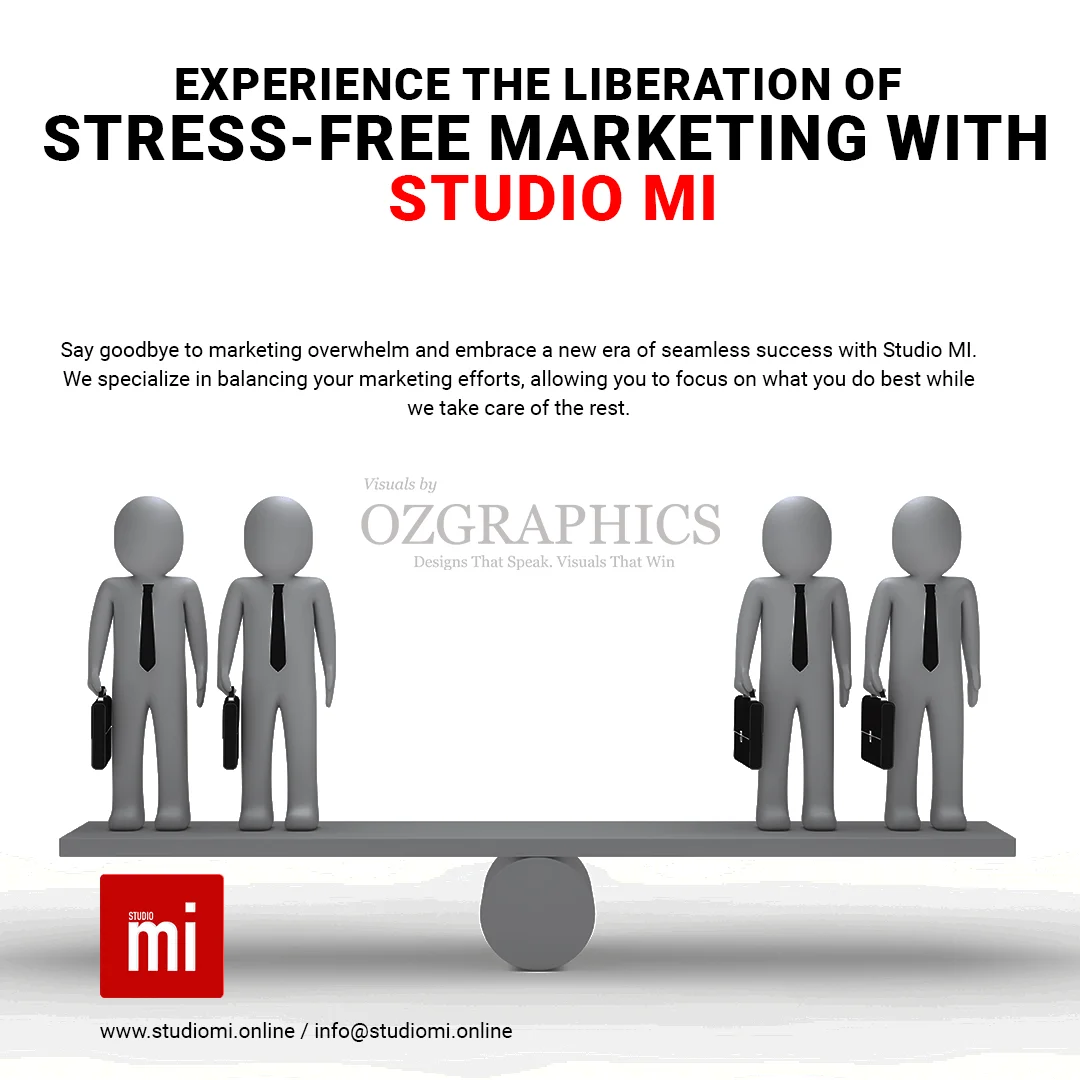 EXPERIENCE THE LIBERATION OF
STRESS-FREE MARKETING WITH
STUDIO MI
Say goodbye to marketing overwhelm and embrace a new era of seamless success with Studio MI.
We specialize in balancing your marketing efforts, allowing you to focus on what you do best while
we take care of the rest.
Visuals by
OZGRAPHICS
Designs That Speak. Visuals That Win
STUDIO
mi
www.studiomi.online / info@studiomi.online